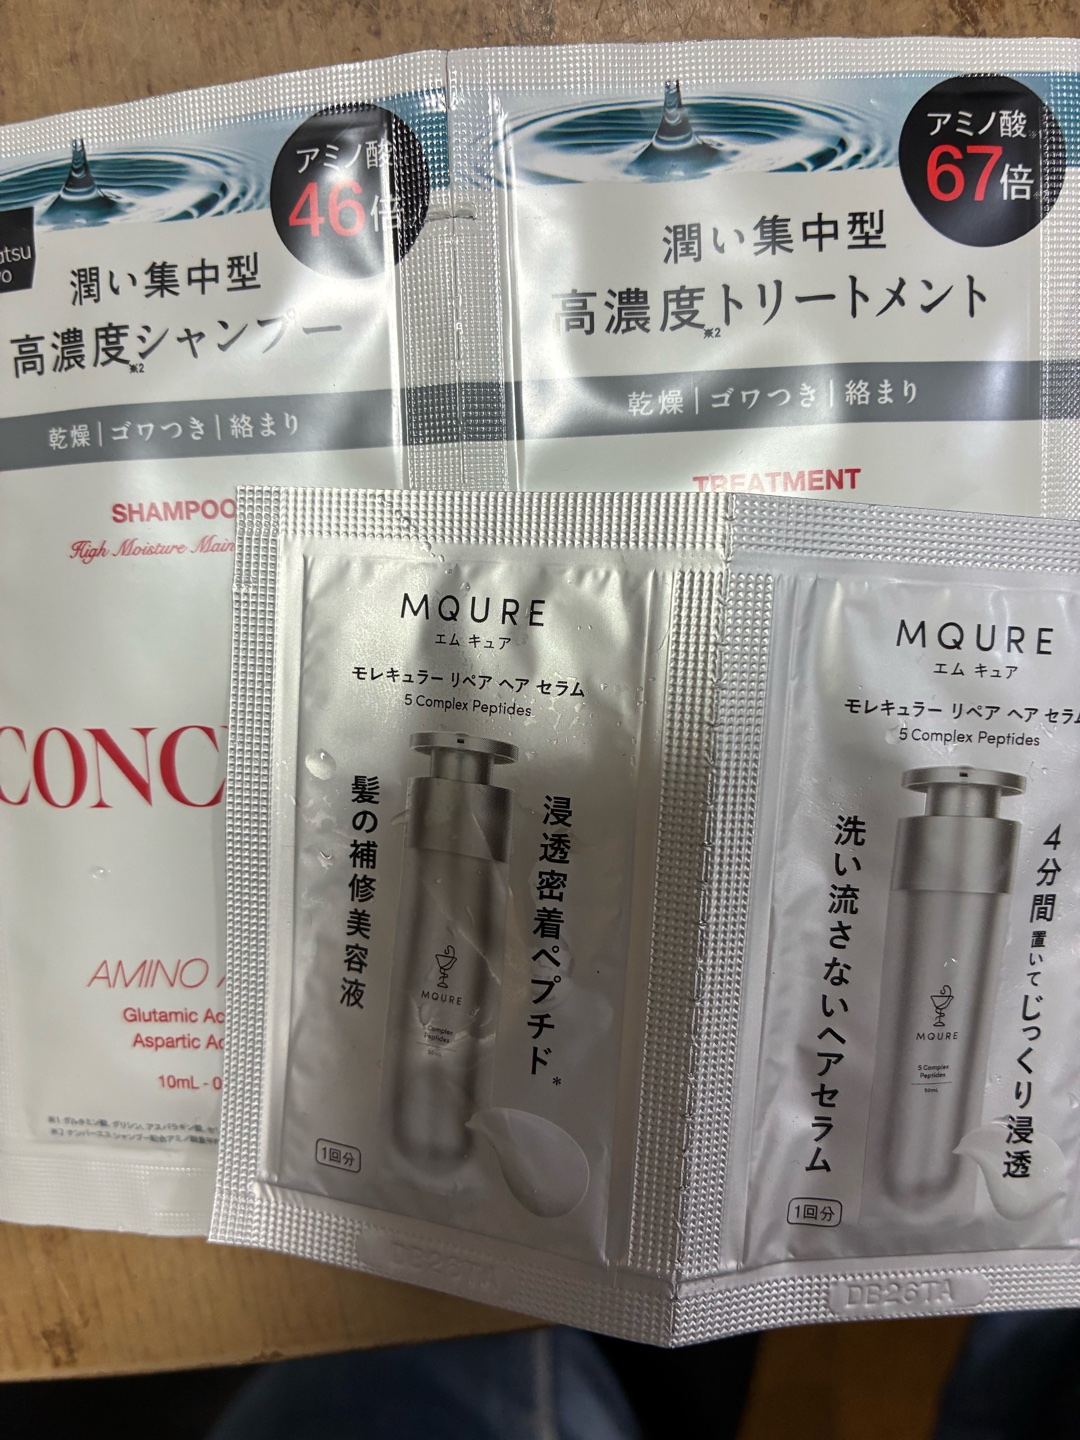 アミノ酸
46倍
潤い集中型
高濃度シャンプー
※2
乾燥|ゴワつき|絡まり
SHAMPOO
High Moisture
CONC
AMINO
Glutamic
Aspartic
10mL
アミノ酸
67倍
潤い集中型
高濃度トリートメント
※2
乾燥|ゴワつき|絡まり
TREATMENT
MQURE
エム キュア
モレキュラー リペア ヘア セラム
5 Complex Peptides
浸透密着ペプチド*
髪の補修美容液
MQURE
5 Complex
Peptides
50mL
1回分
MQURE
エム キュア
モレキュラー リペア ヘア セラム
5 Complex Peptides
4分間置いてじっくり浸透
洗い流さないヘアセラム
MQURE
5 Complex
Peptides
50mL
1回分
DB26TA
DB26TA